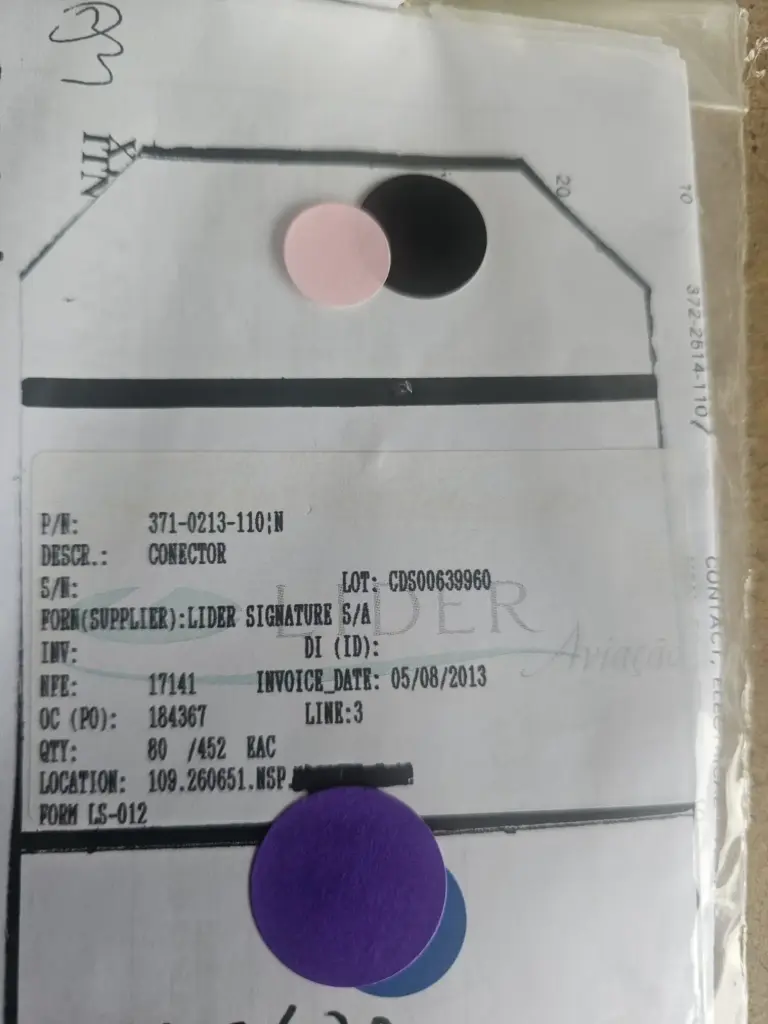 20
10
372-2614-110/
P/N: 371-0213-110;N
DESCR.: CONECTOR
S/N: LOT: CDS00639960
FORN(SUPPLIER):LIDER SIGNATURE S/A
LIDER
Aviação
INV: DI (ID):
NFE: 17141 INVOICE_DATE: 05/08/2013
OC (PO): 184367 LINE:3
QTY: 80 /452 EAC
LOCATION: 109.260651.NSP.
FORM LS-012
CONTACT,